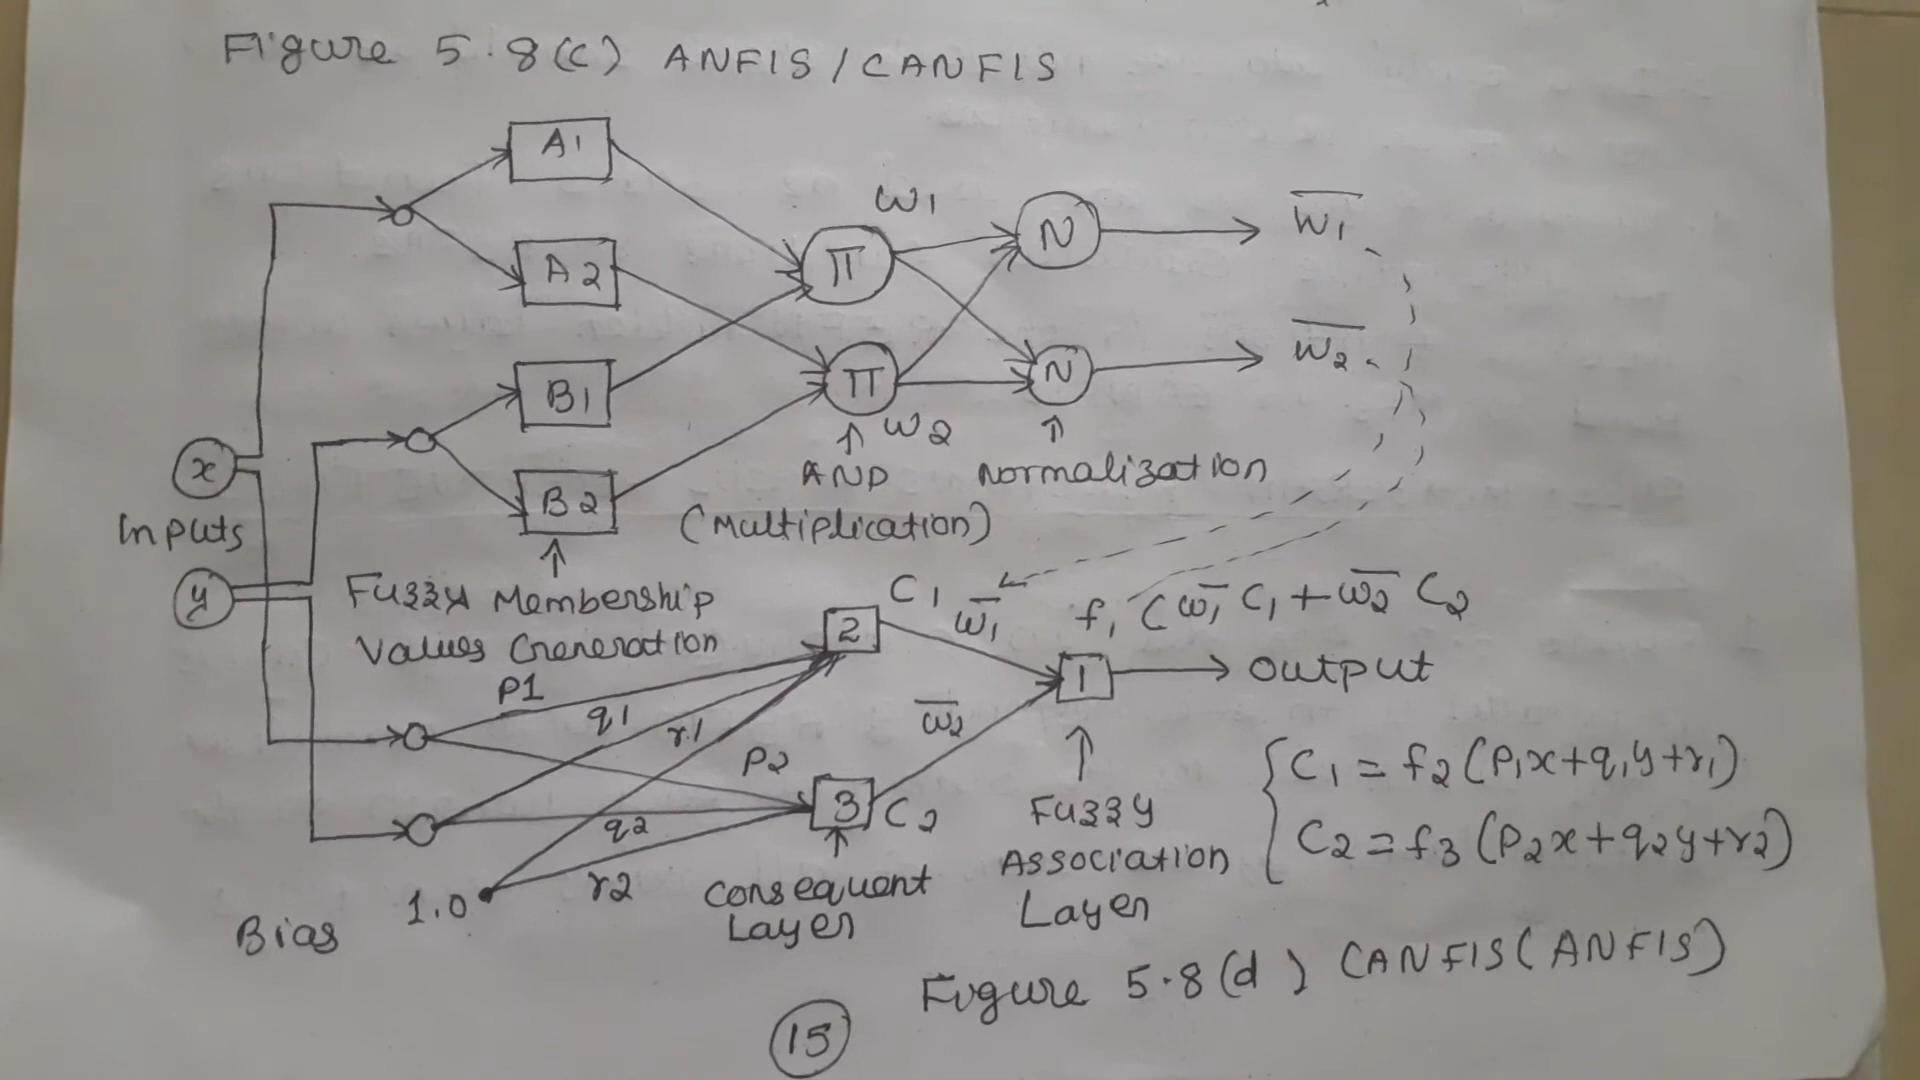 Figure 5.8(c) ANFIS/CANFIS
A1
A2
B1
B2
Π
Π
ω1
ω2
N
N
W̅1
W̅2
x
Inputs
y
AND
(Multiplication)
Normalization
Fuzzy Membership
Values Generation
P1
q1
r1
P2
q2
r2
1.0
Bias
2
C1
3
C2
ω̅1
ω̅2
1
f1 (ω̅1 C1 + ω̅2 C2
Output
Consequent
Layer
Fuzzy
Association
Layer
{ C1 = f2 (P1x+q1y+r1)
C2 = f3 (P2x+q2y+r2)
Figure 5.8(d) CANFIS(ANFIS)
15